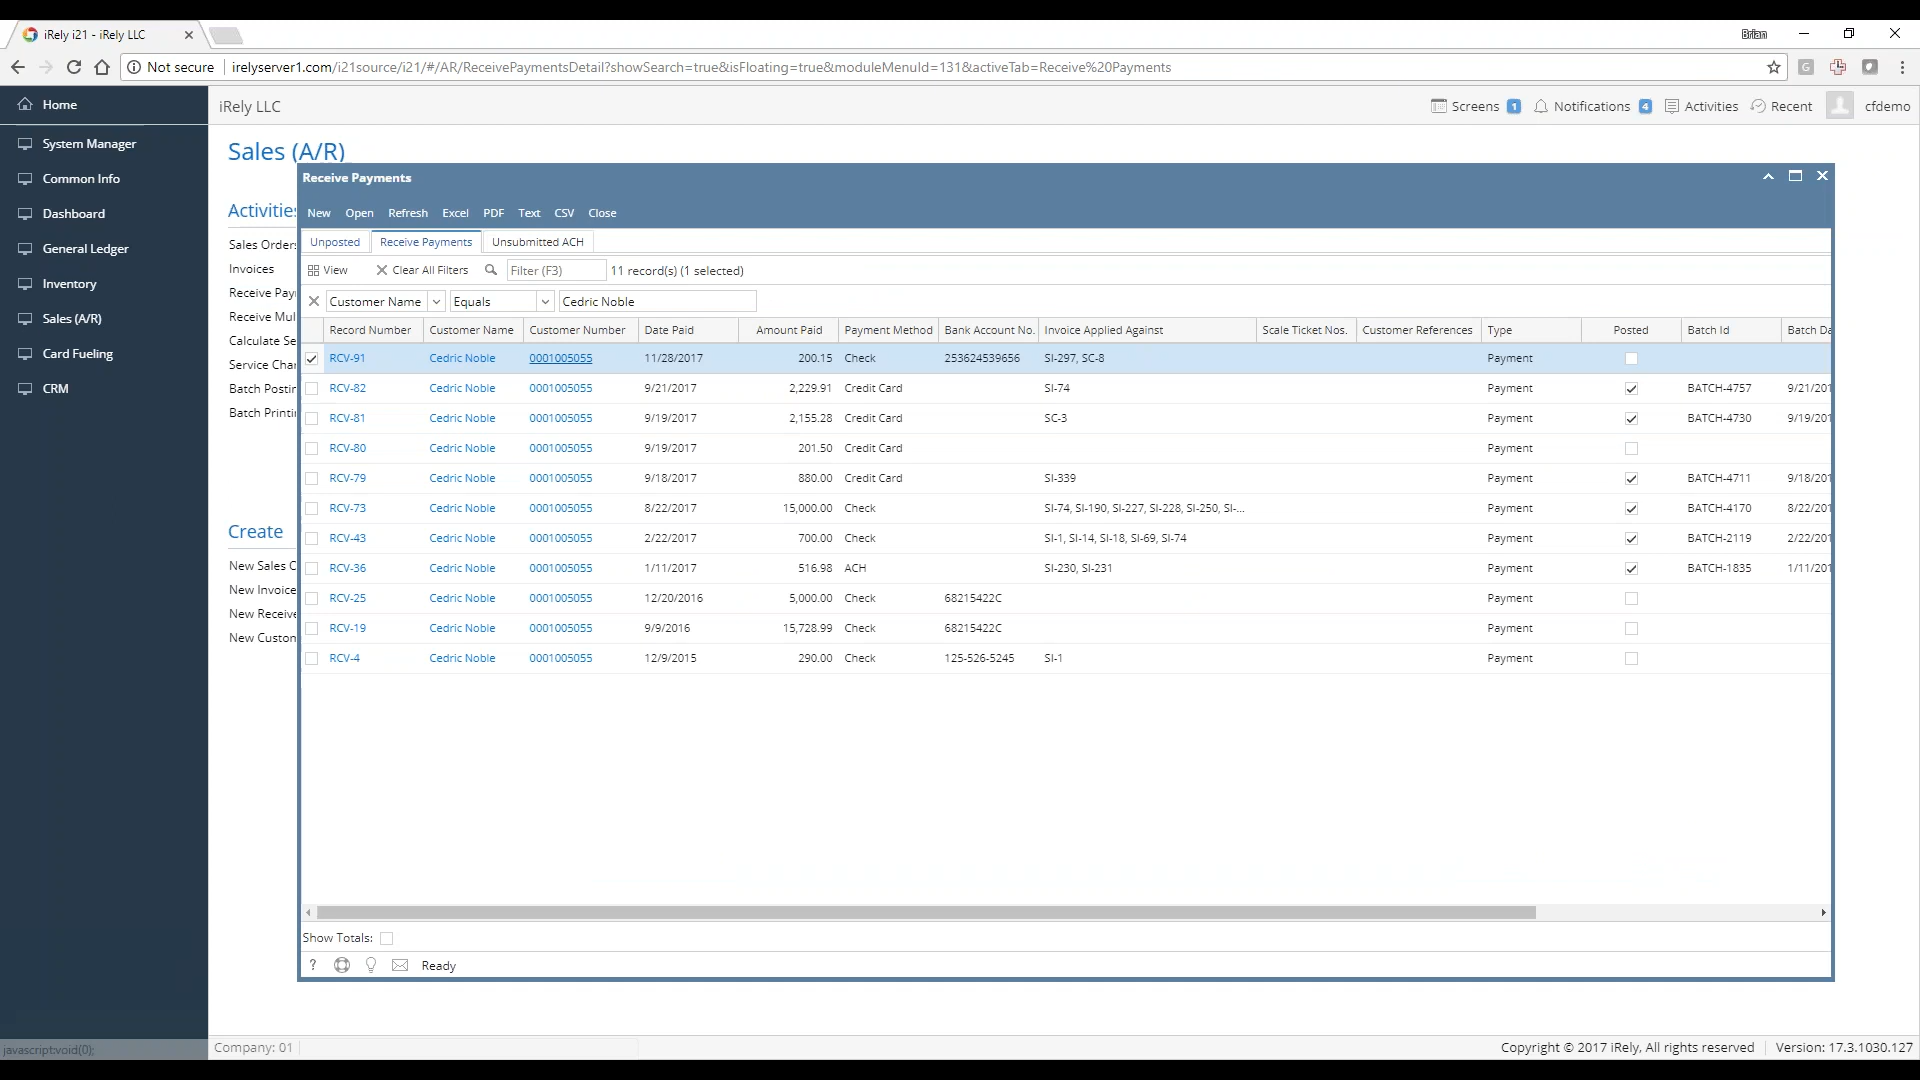 iRely i21 - iRely LLC
Brian
Not secure irelyserver1.com/i21source/i21/#/AR/ReceivePaymentsDetail?showSearch=true&isFloating=true&moduleMenuId=131&activeTab=Receive%20Payments
Home
iRely LLC
Screens 1 Notifications 4 Activities Recent cfdemo
System Manager
Common Info
Dashboard
General Ledger
Inventory
Sales (A/R)
Card Fueling
CRM
Sales (A/R)
Activities
Sales Orders
Invoices
Receive Pay
Receive Mul
Calculate Se
Service Char
Batch Postin
Batch Printin
Create
New Sales O
New Invoice
New Receive
New Custom
Receive Payments
New Open Refresh Excel PDF Text CSV Close
Unposted Receive Payments Unsubmitted ACH
View Clear All Filters Filter (F3) 11 record(s) (1 selected)
Customer Name Equals Cedric Noble
Record Number Customer Name Customer Number Date Paid Amount Paid Payment Method Bank Account No. Invoice Applied Against Scale Ticket Nos. Customer References Type Posted Batch Id Batch Da
RCV-91 Cedric Noble 0001005055 11/28/2017 200.15 Check 253624539656 SI-297, SC-8 Payment
RCV-82 Cedric Noble 0001005055 9/21/2017 2,229.91 Credit Card SI-74 Payment BATCH-4757 9/21/201
RCV-81 Cedric Noble 0001005055 9/19/2017 2,155.28 Credit Card SC-3 Payment BATCH-4730 9/19/201
RCV-80 Cedric Noble 0001005055 9/19/2017 201.50 Credit Card Payment
RCV-79 Cedric Noble 0001005055 9/18/2017 880.00 Credit Card SI-339 Payment BATCH-4711 9/18/201
RCV-73 Cedric Noble 0001005055 8/22/2017 15,000.00 Check SI-74, SI-190, SI-227, SI-228, SI-250, SI-... Payment BATCH-4170 8/22/201
RCV-43 Cedric Noble 0001005055 2/22/2017 700.00 Check SI-1, SI-14, SI-18, SI-69, SI-74 Payment BATCH-2119 2/22/201
RCV-36 Cedric Noble 0001005055 1/11/2017 516.98 ACH SI-230, SI-231 Payment BATCH-1835 1/11/201
RCV-25 Cedric Noble 0001005055 12/20/2016 5,000.00 Check 68215422C Payment
RCV-19 Cedric Noble 0001005055 9/9/2016 15,728.99 Check 68215422C Payment
RCV-4 Cedric Noble 0001005055 12/9/2015 290.00 Check 125-526-5245 SI-1 Payment
Show Totals:
? Ready
javascript:void(0);
Company: 01
Copyright © 2017 iRely, All rights reserved Version: 17.3.1030.127